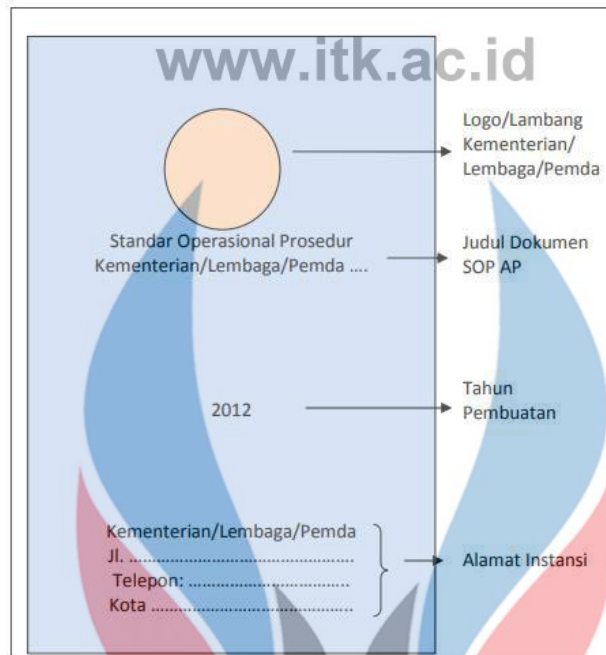 www.itk.ac.id
Logo/Lambang
Kementerian/
Lembaga/Pemda
Standar Operasional Prosedur
Kementerian/Lembaga/Pemda ....
Judul Dokumen
SOP AP
2012
Tahun
Pembuatan
Kementerian/Lembaga/Pemda
Jl. ............................................
Telepon: ................................
Kota ........................................
Alamat Instansi